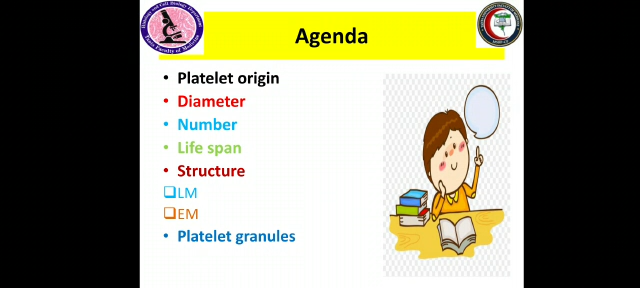 Agenda
• Platelet origin
• Diameter
• Number
• Life span
• Structure
❑LM
❑EM
• Platelet granules